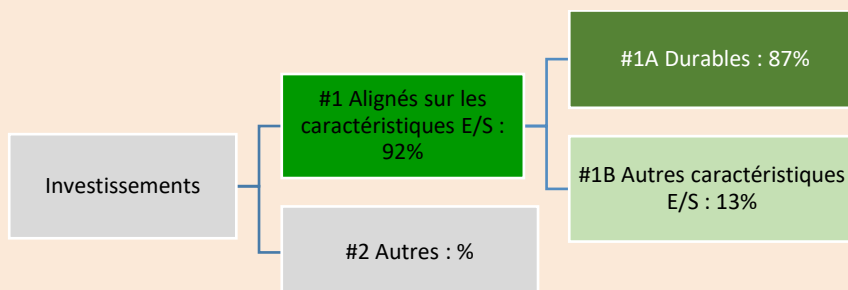 Investissements
#1 Alignés sur les
caractéristiques E/S :
92%
#2 Autres : %
#1A Durables : 87%
#1B Autres caractéristiques
E/S : 13%